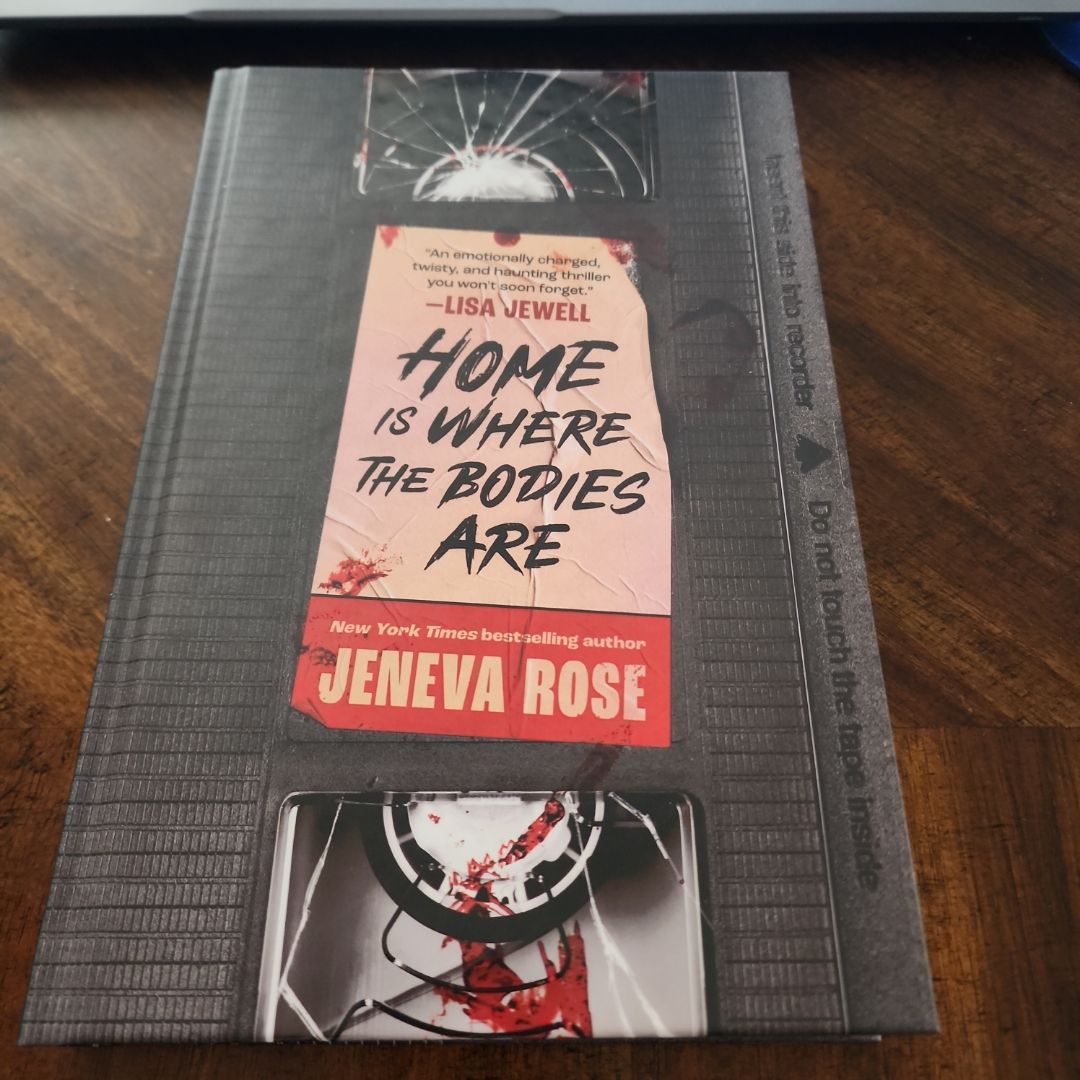 "An emotionally charged,
twisty, and haunting thriller
you won't soon forget."
—LISA JEWELL
HOME
IS WHERE
THE BODIES
ARE
New York Times bestselling author
JENEVA ROSE
Insert this side into recorder ▲ Do not touch the tape inside